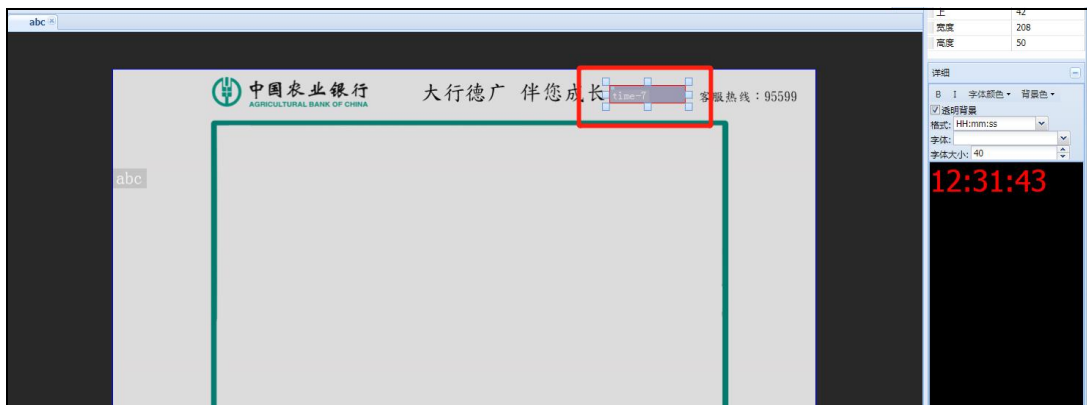 abc
上 42
宽度 208
高度 50
详细
B I 字体颜色 背景色
透明背景
格式: HH:mm:ss
字体:
字体大小: 40
12:31:43
中国农业银行
AGRICULTURAL BANK OF CHINA
大行德广 伴您成长
time-7
客服热线：95599
abc